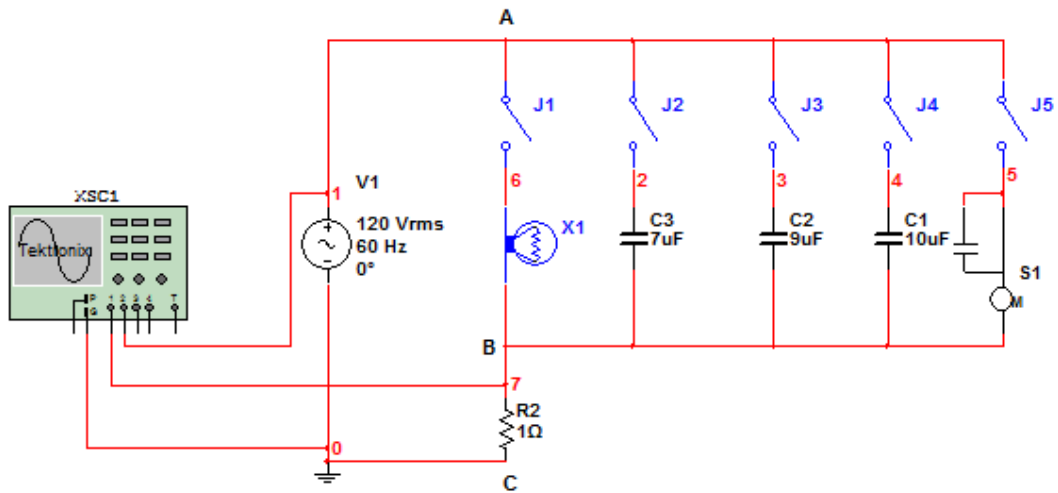 A
J1
J2
J3
J4
J5
6
2
3
4
5
XSC1
Tektronix
P
G
1
2
3
4
T
1
V1
120 Vrms
60 Hz
0°
X1
C3
7uF
C2
9uF
C1
10uF
S1
M
B
7
R2
1Ω
0
C